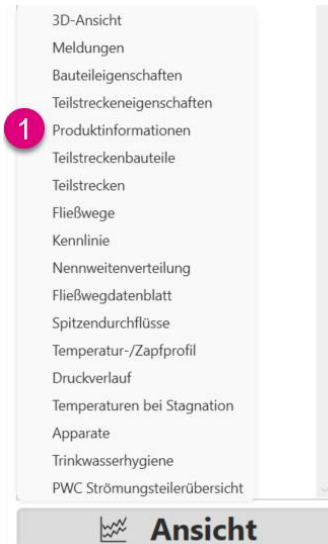 3D-Ansicht
Meldungen
Bauteileigenschaften
Teilstreckeneigenschaften
1 Produktinformationen
Teilstreckenbauteile
Teilstrecken
Fließwege
Kennlinie
Nennweitenverteilung
Fließwegdatenblatt
Spitzendurchflüsse
Temperatur-/Zapfprofil
Druckverlauf
Temperaturen bei Stagnation
Apparate
Trinkwasserhygiene
PWC Strömungsteilerübersicht
Ansicht